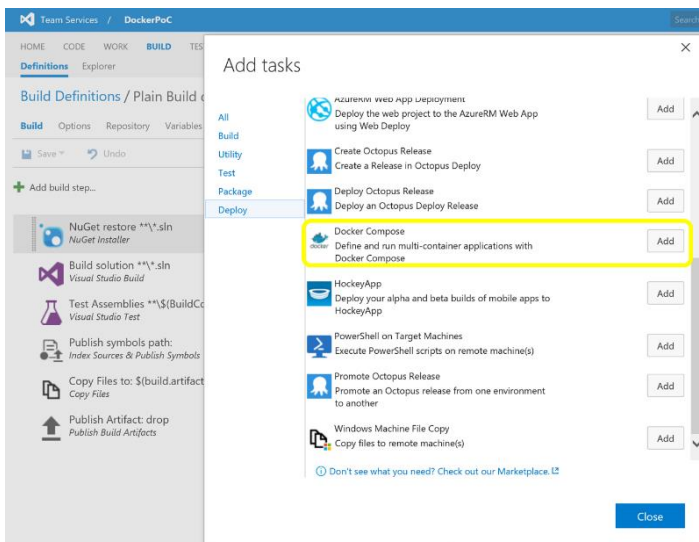 Team Services / DockerPoC
Search
HOME CODE WORK BUILD TES
Definitions Explorer
Build Definitions / Plain Build
Build Options Repository Variables
Save Undo
Add build step...
NuGet restore **\*.sln
NuGet Installer
Build solution **\*.sln
Visual Studio Build
Test Assemblies **\$(BuildCo
Visual Studio Test
Publish symbols path:
Index Sources & Publish Symbols
Copy Files to: $(build.artifact
Copy Files
Publish Artifact: drop
Publish Build Artifacts
Add tasks
All
Build
Utility
Test
Package
Deploy
AzureRM Web App Deployment
Deploy the web project to the AzureRM Web App
using Web Deploy
Add
Create Octopus Release
Create a Release in Octopus Deploy
Add
Deploy Octopus Release
Deploy an Octopus Deploy Release
Add
docker
Docker Compose
Define and run multi-container applications with
Docker Compose
Add
HockeyApp
Deploy your alpha and beta builds of mobile apps to
HockeyApp
Add
PowerShell on Target Machines
Execute PowerShell scripts on remote machine(s)
Add
Promote Octopus Release
Promote an Octopus release from one environment
to another
Add
Windows Machine File Copy
Copy files to remote machine(s)
Add
Don't see what you need? Check out our Marketplace.
Close